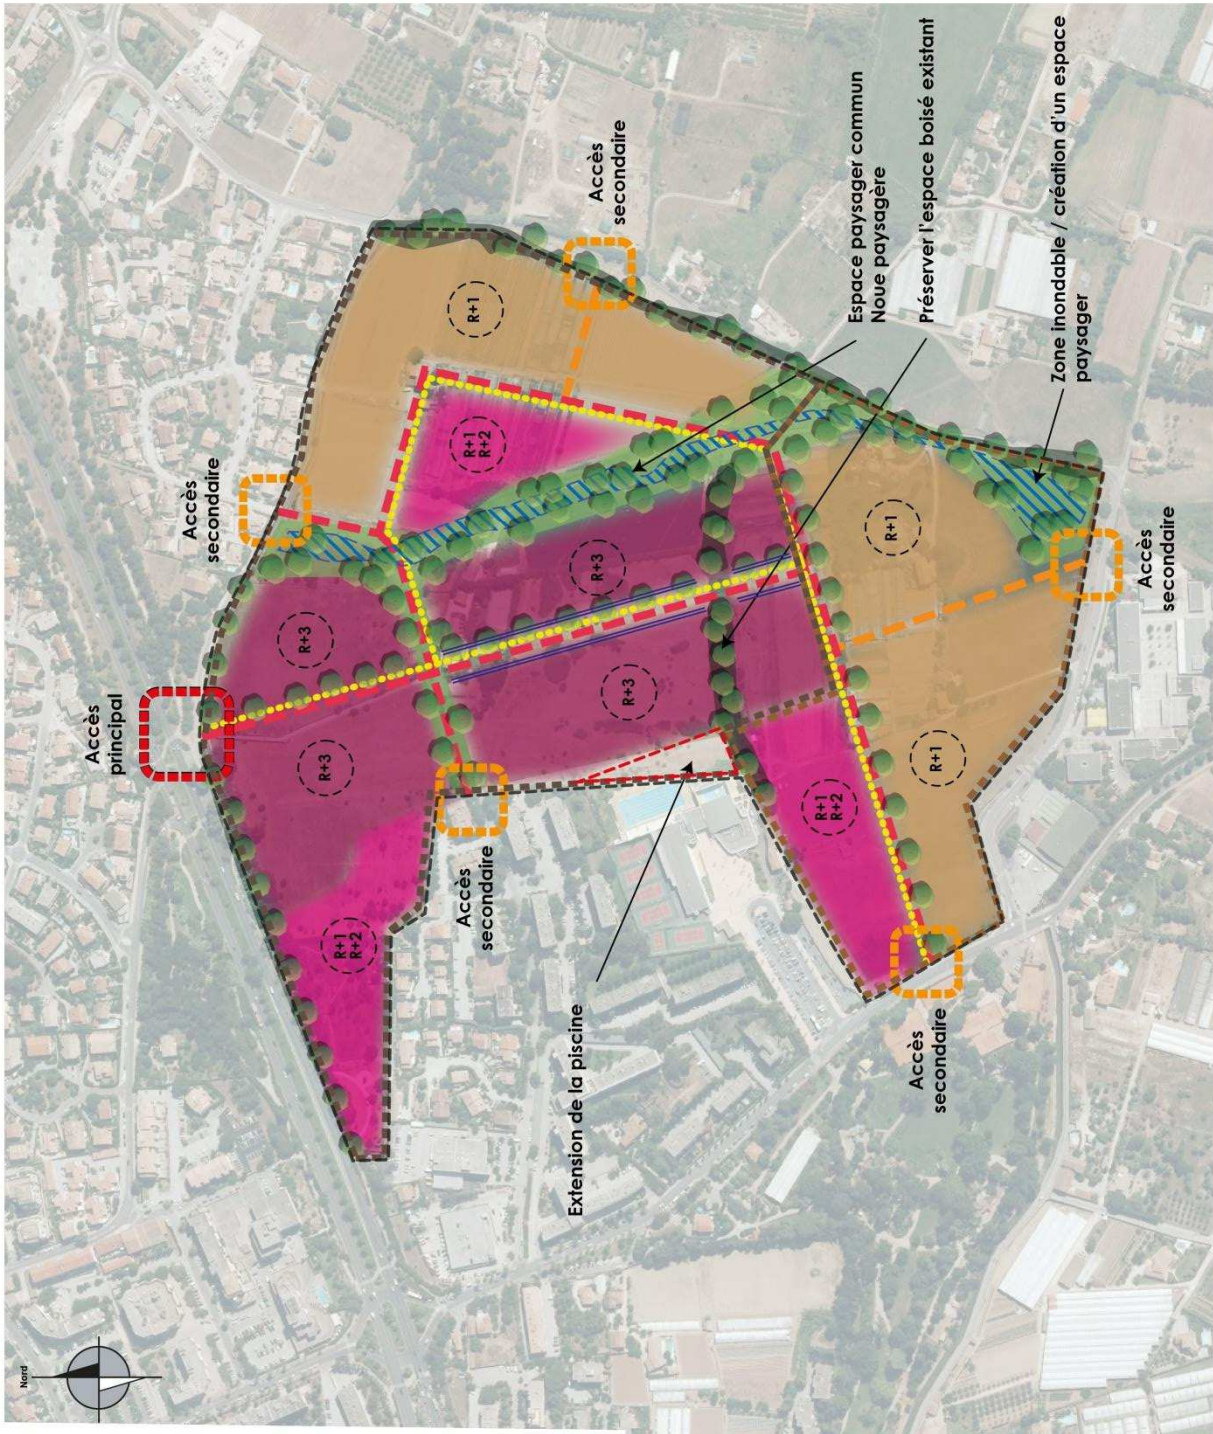 Nord
Accès
principal
Accès
secondaire
R+3
R+3
R+1
R+2
Accès
secondaire
R+1
R+1
R+2
Extension de la piscine
R+3
Accès
secondaire
R+3
R+1
R+2
Espace paysager commun
Noue paysagère
R+1
Accès
secondaire
Préserver l'espace boisé existant
R+1
Zone inondable / création d'un espace
paysager
Accès
secondaire